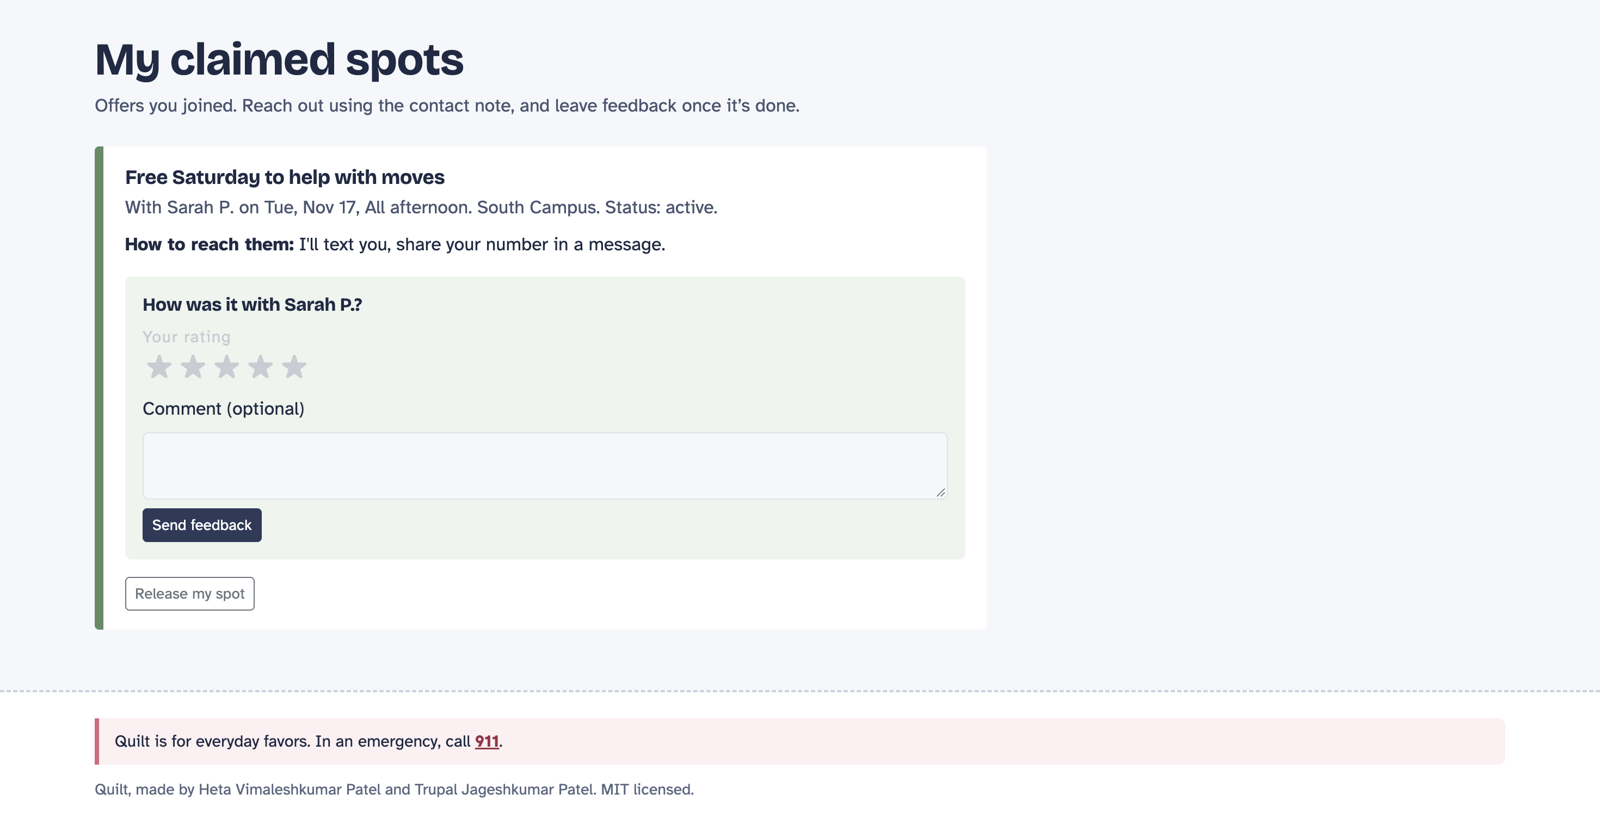 My claimed spots
Offers you joined. Reach out using the contact note, and leave feedback once it’s done.
Free Saturday to help with moves
With Sarah P. on Tue, Nov 17, All afternoon. South Campus. Status: active.
How to reach them: I'll text you, share your number in a message.
How was it with Sarah P.?
Your rating
Comment (optional)
Send feedback
Release my spot
Quilt is for everyday favors. In an emergency, call 911.
Quilt, made by Heta Vimaleshkumar Patel and Trupal Jageshkumar Patel. MIT licensed.